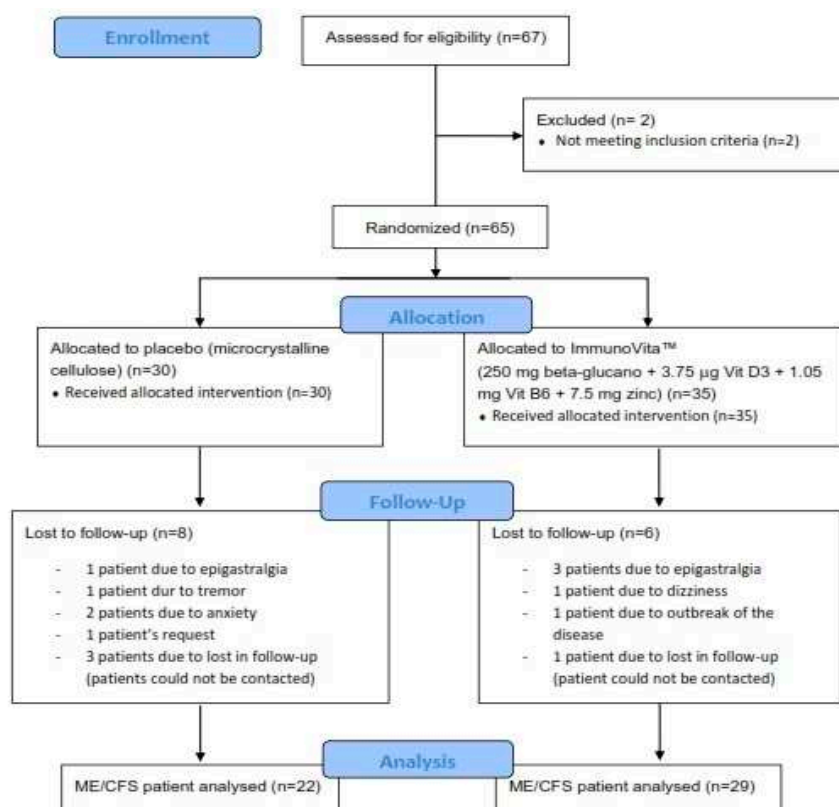 Enrollment
Assessed for eligibility (n=67)
Excluded (n= 2)
• Not meeting inclusion criteria (n=2)
Randomized (n=65)
Allocation
Allocated to placebo (microcrystalline
cellulose) (n=30)
• Received allocated intervention (n=30)
Allocated to ImmunoVita™
(250 mg beta-glucano + 3.75 µg Vit D3 + 1.05
mg Vit B6 + 7.5 mg zinc) (n=35)
• Received allocated intervention (n=35)
Follow-Up
Lost to follow-up (n=8)
- 1 patient due to epigastralgia
- 1 patient dur to tremor
- 2 patients due to anxiety
- 1 patient's request
- 3 patients due to lost in follow-up
(patients could not be contacted)
Lost to follow-up (n=6)
- 3 patients due to epigastralgia
- 1 patient due to dizziness
- 1 patient due to outbreak of the
disease
- 1 patient due to lost in follow-up
(patient could not be contacted)
Analysis
ME/CFS patient analysed (n=22)
ME/CFS patient analysed (n=29)